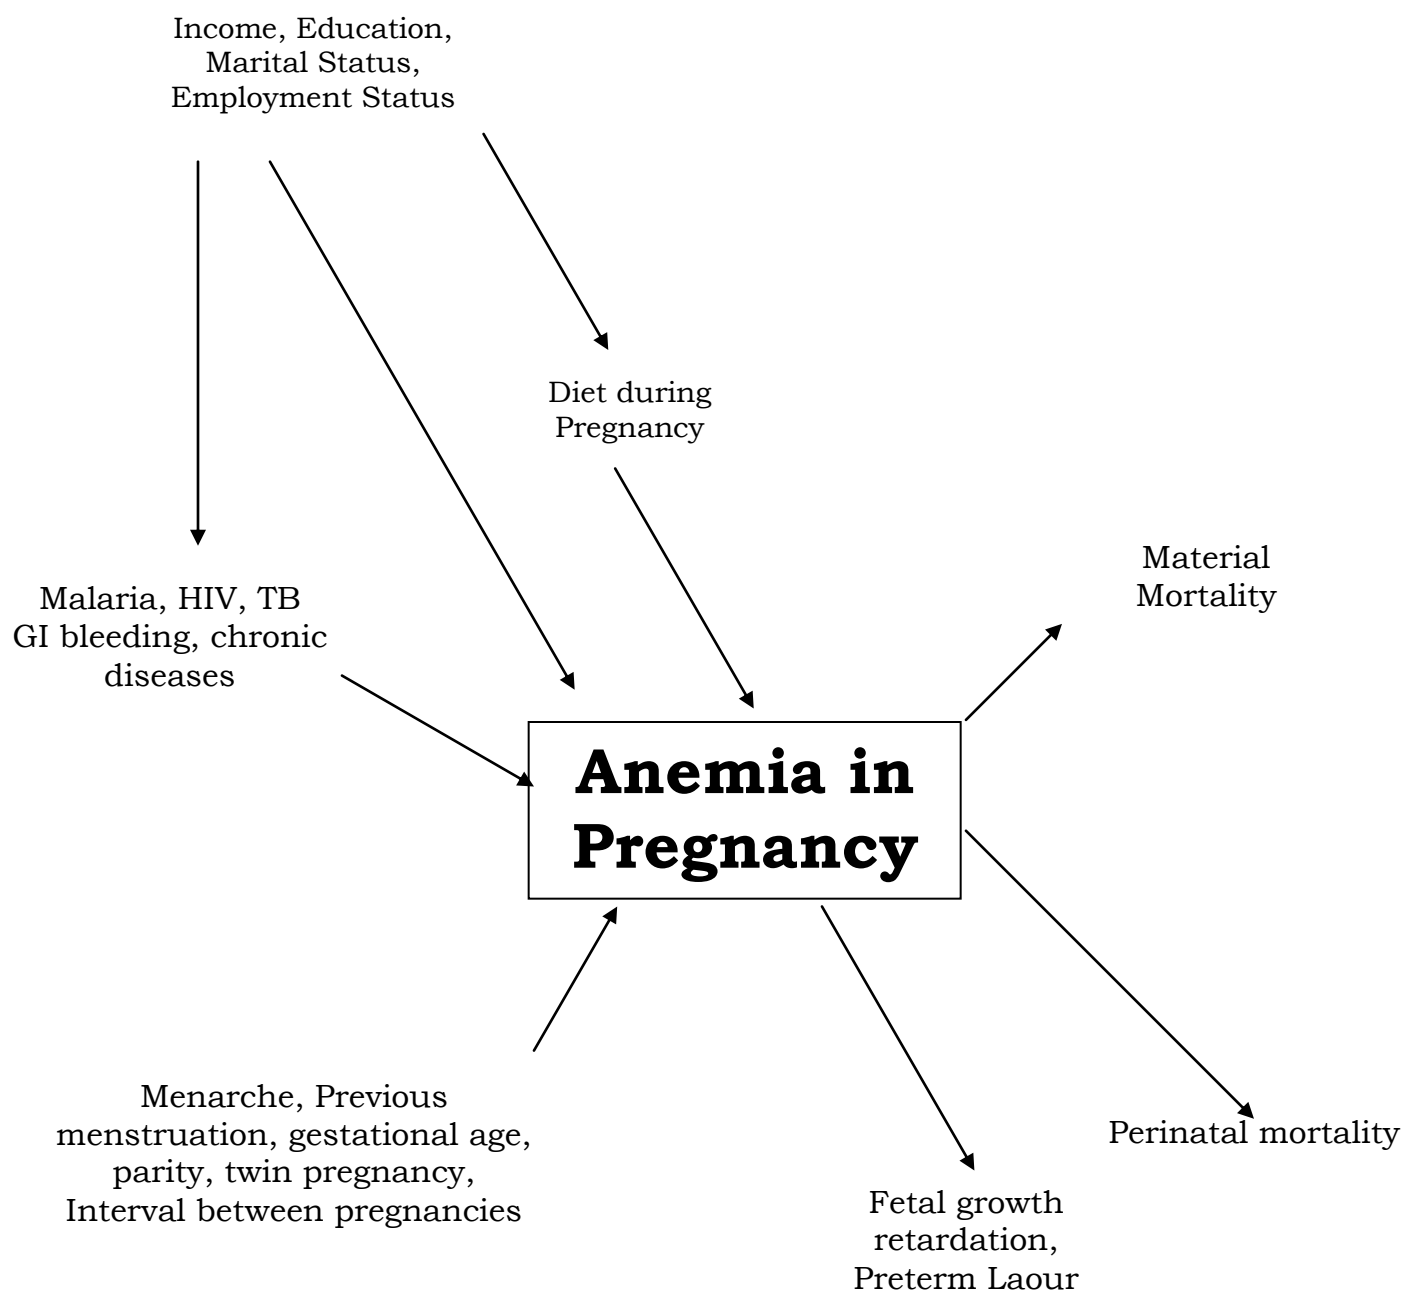 Income, Education,
Marital Status,
Employment Status
Diet during
Pregnancy
Material
Mortality
Malaria, HIV, TB
GI bleeding, chronic
diseases
Anemia in
Pregnancy
Menarche, Previous
menstruation, gestational age,
parity, twin pregnancy,
Interval between pregnancies
Perinatal mortality
Fetal growth
retardation,
Preterm Laour